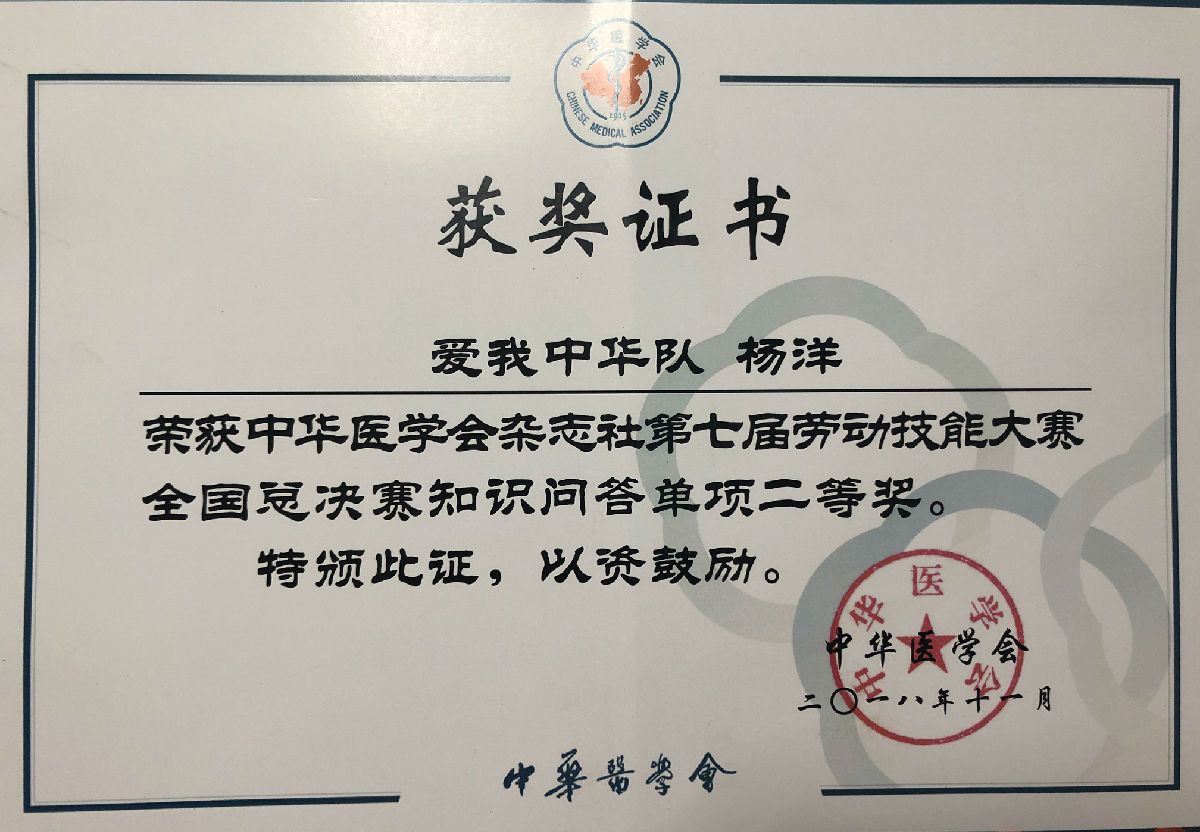 中华医学会
1915
CHINESE MEDICAL ASSOCIATION
获奖证书
爱我中华队 杨洋
荣获中华医学会杂志社第七届劳动技能大赛
全国总决赛知识问答单项二等奖。
特颁此证，以资鼓励。
中华医学会
中华医学会
二〇一八年十一月
中華醫學會